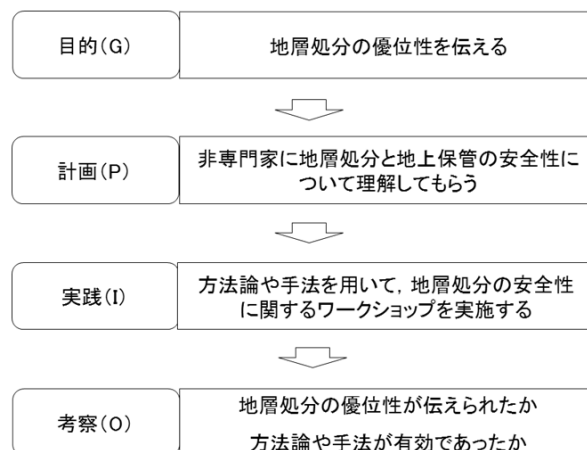 目的(G)
地層処分の優位性を伝える
計画(P)
非専門家に地層処分と地上保管の安全性に
ついて理解してもらう
実践(I)
方法論や手法を用いて，地層処分の安全性
に関するワークショップを実施する
考察(O)
地層処分の優位性が伝えられたか
方法論や手法が有効であったか